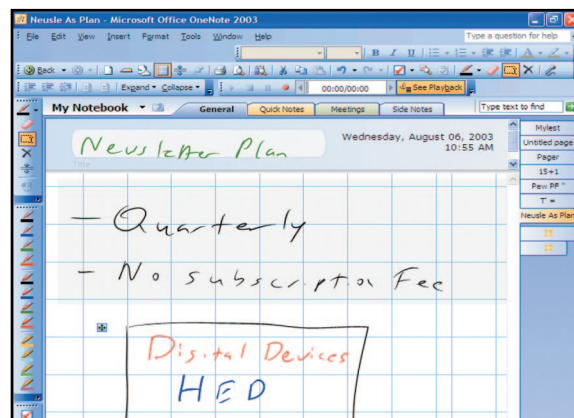 Neusle As Plan - Microsoft Office OneNote 2003
File Edit View Insert Format Tools Window Help
Type a question for help
B I U
Back
Expand Collapse
00:00/00:00
See Playback
My Notebook
General
Quick Notes
Meetings
Side Notes
Type text to find
Newsletter Plan
Title
Wednesday, August 06, 2003
10:55 AM
Mylest
Untitled page
Pager
15+1
Pew PF "
T' =
Neusle As Plan
- Quarterly
- No subscription Fee
Digital Devices
HED